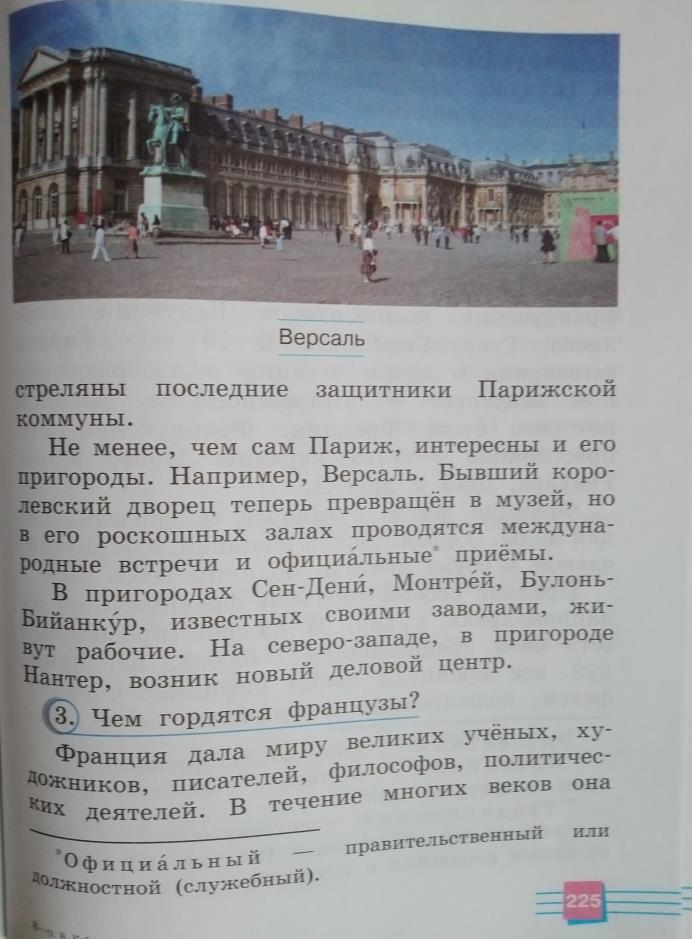 Версаль
стреляны последние защитники Парижской
коммуны.
Не менее, чем сам Париж, интересны и его
пригороды. Например, Версаль. Бывший коро-
левский дворец теперь превращён в музей, но
в его роскошных залах проводятся междуна-
родные встречи и официа́льные* приёмы.
В пригородах Сен-Дени́, Монтре́й, Булонь-
Бийанку́р, известных своими заводами, жи-
вут рабочие. На северо-западе, в пригороде
Нантер, возник новый деловой центр.
3. Чем гордятся французы?
Франция дала миру великих учёных, ху-
дожников, писателей, философов, политичес-
ких деятелей. В течение многих веков она
*Официа́льный — правительственный или
должностной (служебный).
225